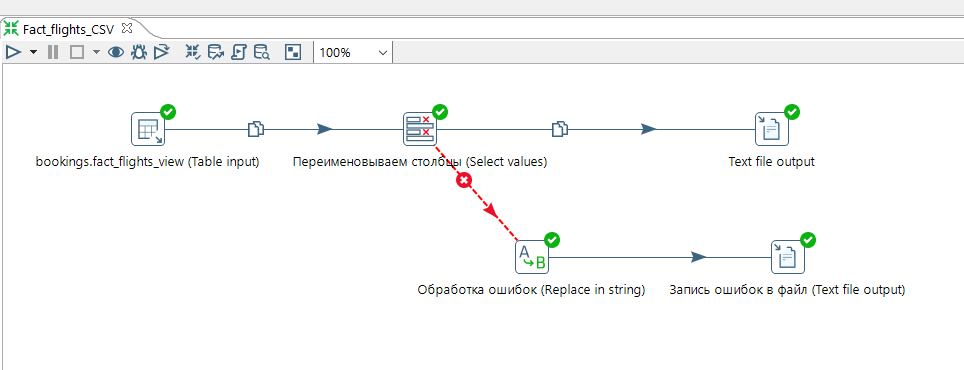 Fact_flights_CSV
100%
bookings.fact_flights_view (Table input)
Переименовываем столбцы (Select values)
Text file output
A
B
Обработка ошибок (Replace in string)
Запись ошибок в файл (Text file output)